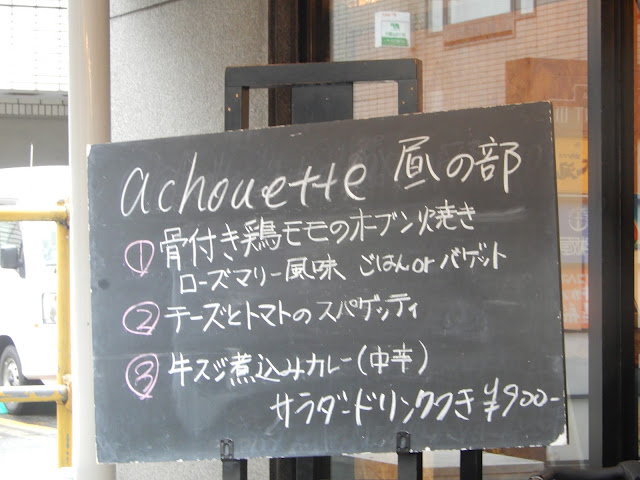 achouette 昼の部
① 骨付き鶏モモのオーブン焼き
ローズマリー風味、ごはんorバゲット
② チーズとトマトのスパゲッティ
③ 牛スジ煮込みカレー(中辛)
サラダ・ドリンクつき ¥900-